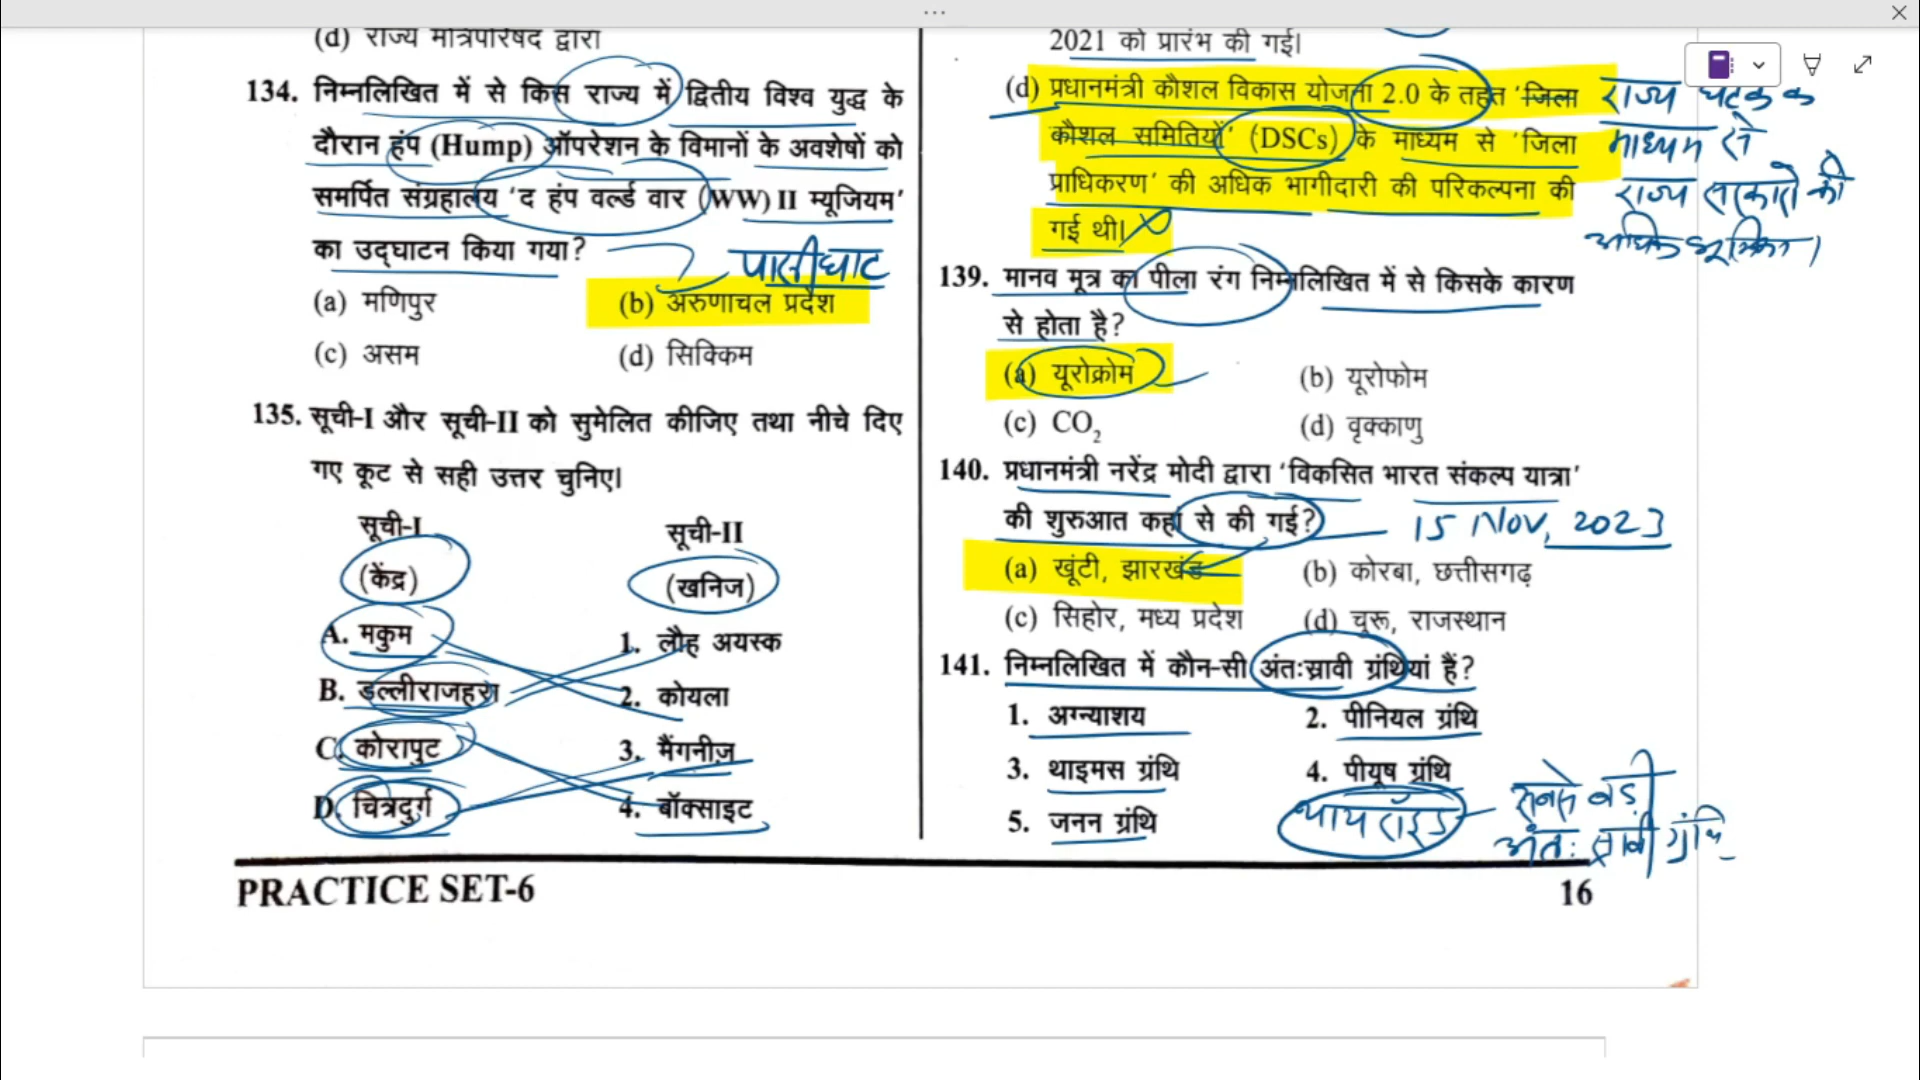 (d) राज्य मंत्रिपरिषद द्वारा
134. निम्नलिखित में से किस राज्य में द्वितीय विश्व युद्ध के
दौरान हंप (Hump) ऑपरेशन के विमानों के अवशेषों को
समर्पित संग्रहालय 'द हंप वर्ल्ड वार (WW) II म्यूजियम'
का उद्घाटन किया गया?
पासीघाट
(a) मणिपुर (b) अरुणाचल प्रदेश
(c) असम (d) सिक्किम
135. सूची-I और सूची-II को सुमेलित कीजिए तथा नीचे दिए
गए कूट से सही उत्तर चुनिए।
सूची-I सूची-II
(केंद्र) (खनिज)
A. मकुम 1. लौह अयस्क
B. डल्लीराजहरा 2. कोयला
C. कोरापुट 3. मैंगनीज़
D. चित्रदुर्ग 4. बॉक्साइट
2021 को प्रारंभ की गई।
(d) प्रधानमंत्री कौशल विकास योजना 2.0 के तहत 'जिला
कौशल समितियों' (DSCs) के माध्यम से 'जिला
प्राधिकरण' की अधिक भागीदारी की परिकल्पना की
गई थी।
राज्य घटक के
माध्यम से
राज्य सरकारो की
अधिक भूमिका।
139. मानव मूत्र का पीला रंग निम्नलिखित में से किसके कारण
से होता है?
(a) यूरोक्रोम (b) यूरोफोम
(c) CO₂ (d) वृक्काणु
140. प्रधानमंत्री नरेंद्र मोदी द्वारा 'विकसित भारत संकल्प यात्रा'
की शुरुआत कहां से की गई? 15 Nov, 2023
(a) खूंटी, झारखंड (b) कोरबा, छत्तीसगढ़
(c) सिहोर, मध्य प्रदेश (d) चुरू, राजस्थान
141. निम्नलिखित में कौन-सी अंतःस्रावी ग्रंथियां हैं?
1. अग्न्याशय 2. पीनियल ग्रंथि
3. थाइमस ग्रंथि 4. पीयूष ग्रंथि
5. जनन ग्रंथि
थायरॉइड
सबसे बड़ी
अंतः स्रावी ग्रंथि
PRACTICE SET-6 16